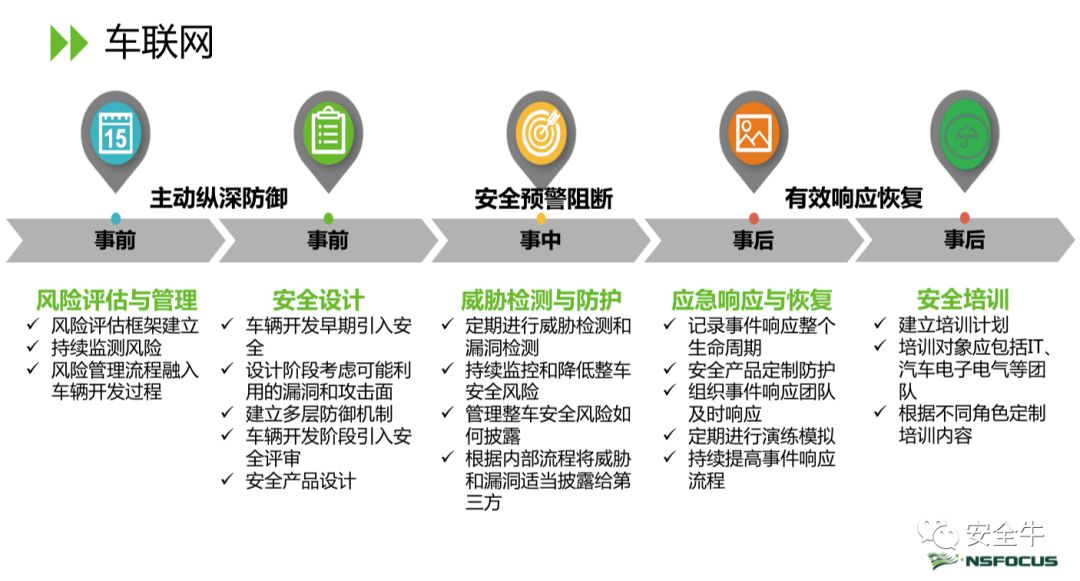 车联网
15
主动纵深防御
安全预警阻断
有效响应恢复
事前
事前
事中
事后
事后
风险评估与管理
✓ 风险评估框架建立
✓ 持续监测风险
✓ 风险管理流程融入
车辆开发过程
安全设计
✓ 车辆开发早期引入安
全
✓ 设计阶段考虑可能利
用的漏洞和攻击面
✓ 建立多层防御机制
✓ 车辆开发阶段引入安
全评审
✓ 安全产品设计
威胁检测与防护
✓ 定期进行威胁检测和
漏洞检测
✓ 持续监控和降低整车
安全风险
✓ 管理整车安全风险如
何披露
✓ 根据内部流程将威胁
和漏洞适当披露给第
三方
应急响应与恢复
✓ 记录事件响应整个
生命周期
✓ 安全产品定制防护
✓ 组织事件响应团队
及时响应
✓ 定期进行演练模拟
✓ 持续提高事件响应
流程
安全培训
✓ 建立培训计划
✓ 培训对象应包括IT、
汽车电子电气等团
队
✓ 根据不同角色定制
培训内容
安全牛
NSFOCUS